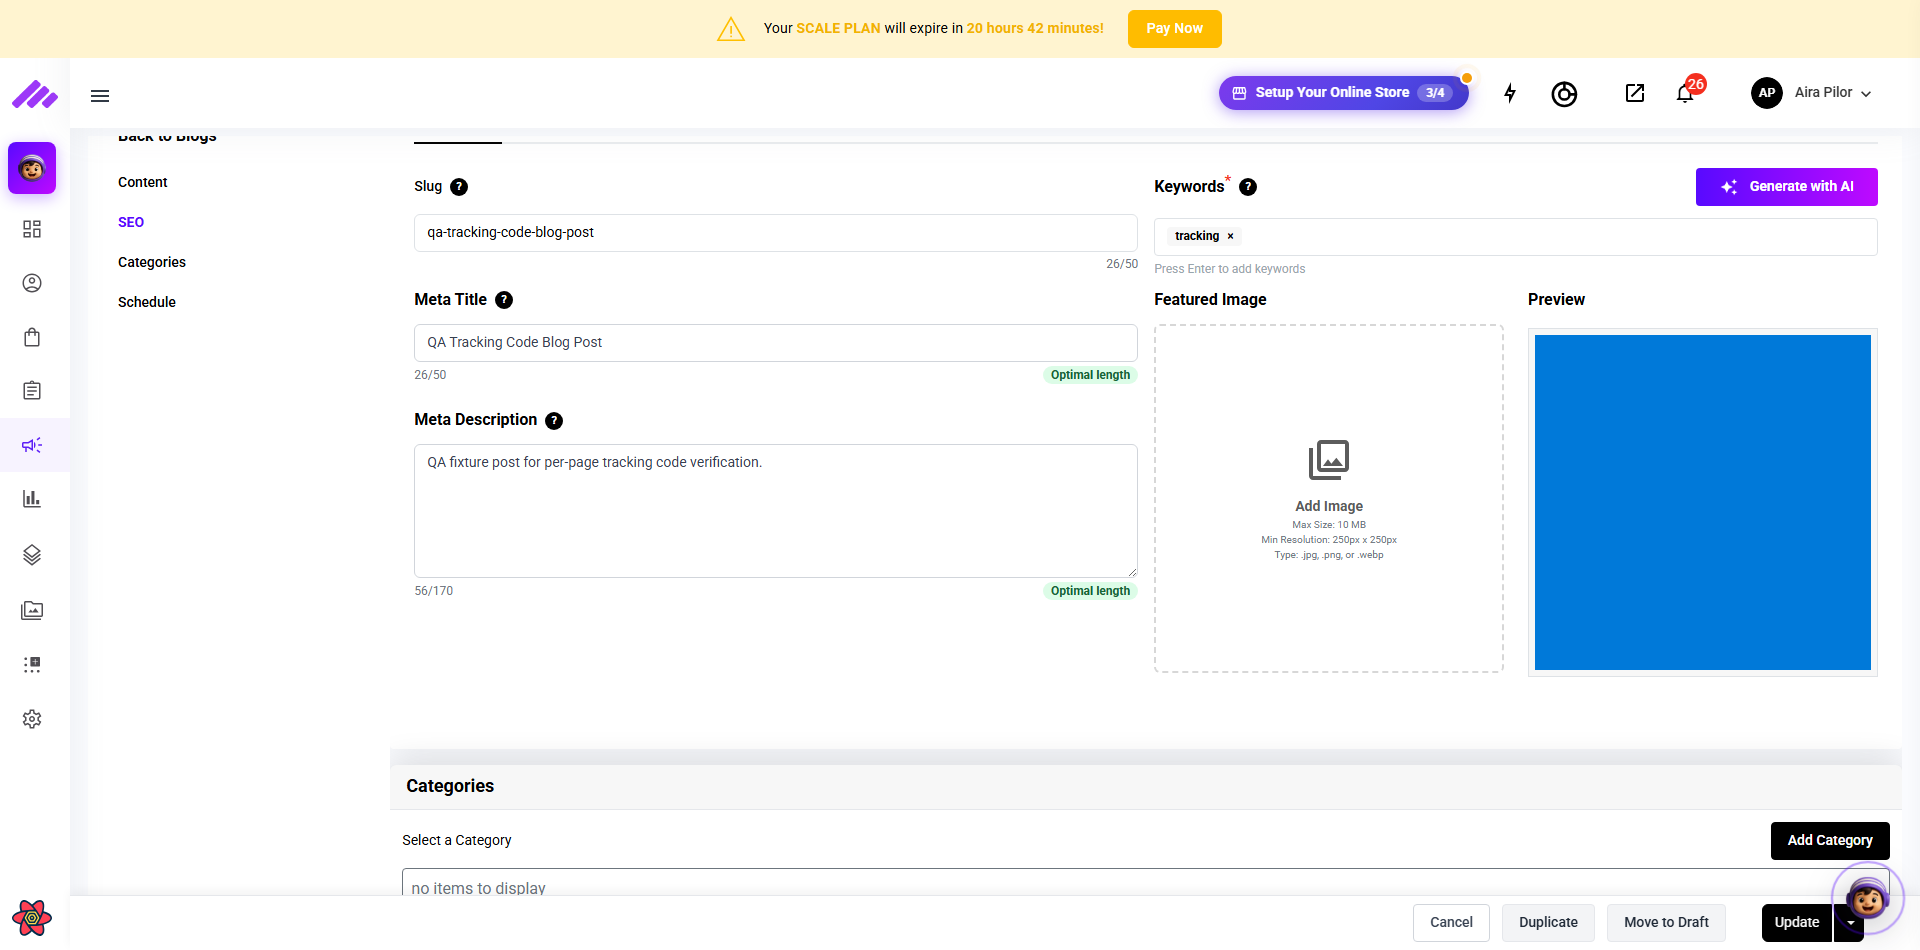 Your SCALE PLAN will expire in 20 hours 42 minutes!
Pay Now
Setup Your Online Store 3/4
26
AP
Aira Pilor
Back to Blogs
Content
SEO
Categories
Schedule
Slug ?
qa-tracking-code-blog-post
26/50
Keywords* ?
Generate with AI
tracking ×
Press Enter to add keywords
Meta Title ?
QA Tracking Code Blog Post
26/50
Optimal length
Meta Description ?
QA fixture post for per-page tracking code verification.
56/170
Optimal length
Featured Image
Add Image
Max Size: 10 MB
Min Resolution: 250px x 250px
Type: .jpg, .png, or .webp
Preview
Categories
Select a Category
Add Category
no items to display
Cancel
Duplicate
Move to Draft
Update